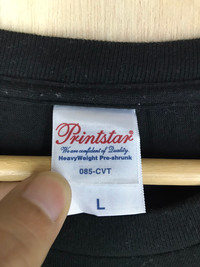 Printstar
We are confident of Quality.
HeavyWeight Pre-shrunk
085-CVT
L